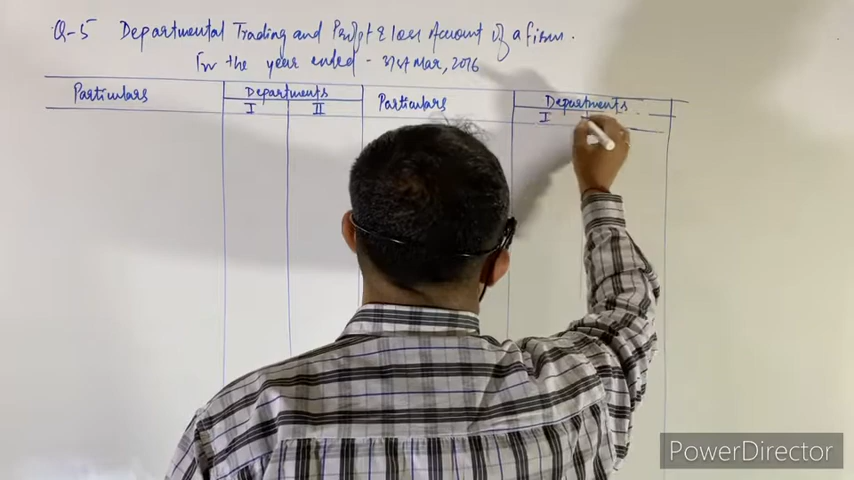 Q-5 Departmental Trading and Profit & loss Account of a firm.
For the year ended - 31st Mar, 2016
Particulars Departments Particulars Departments
I II I
PowerDirector